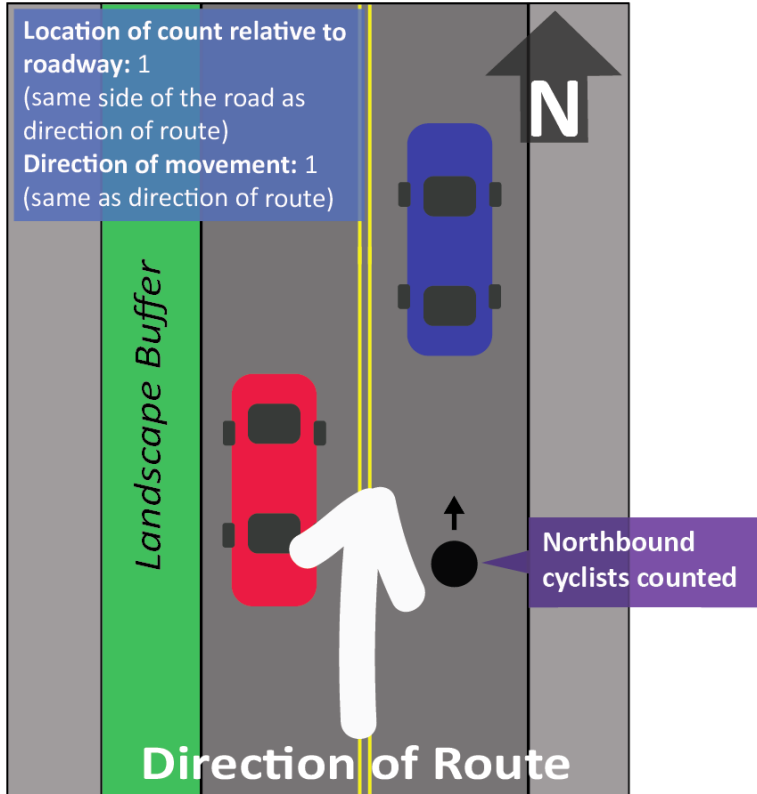 Location of count relative to
roadway: 1
(same side of the road as
direction of route)
Direction of movement: 1
(same as direction of route)
N
Landscape Buffer
Northbound
cyclists counted
Direction of Route